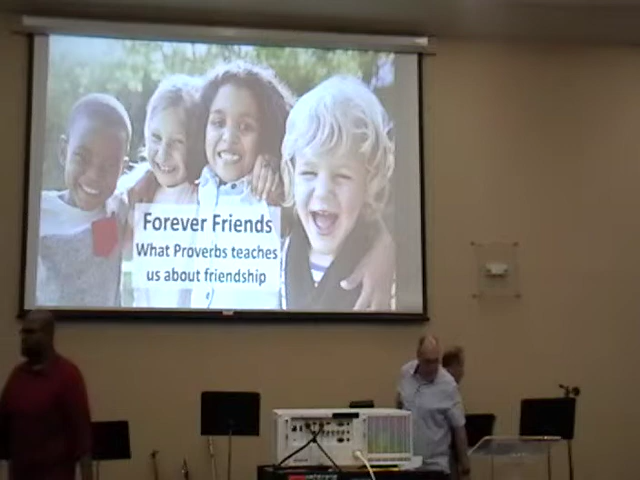 Forever Friends
What Proverbs teaches
us about friendship